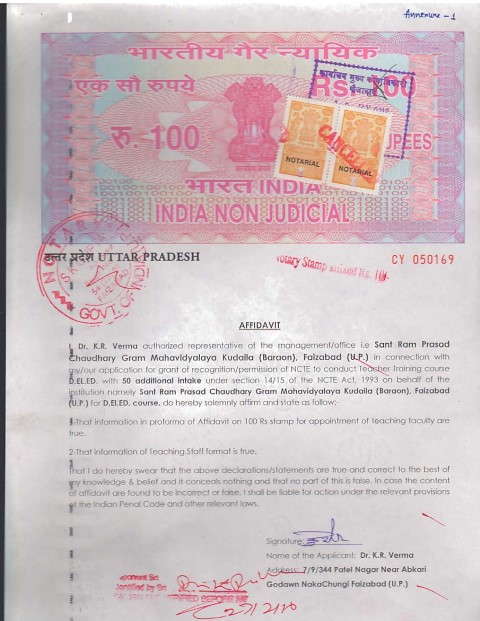 Annexure - 1
भारतीय गैर न्यायिक
एक सौ रुपये
Rs. 100
रु. 100
RUPEES
NOTARIAL
NOTARIAL
CANCEL
भारत INDIA
INDIA NON JUDICIAL
NOTARY
GOVT. OF INDIA
उत्तर प्रदेश UTTAR PRADESH
CY 050169
Notary Stamp affixed Rs.
AFFIDAVIT
I, Dr. K.R. Verma authorized representative of the management/office i.e Sant Ram Prasad
Chaudhary Gram Mahavidyalaya Kudaila (Baraon), Faizabad (U.P.) in connection with
my/our application for grant of recognition/permission of NCTE to conduct Teacher Training course
D.El.ED. with 50 additional intake under section 14/15 of the NCTE Act, 1993 on behalf of the
institution namely Sant Ram Prasad Chaudhary Gram Mahavidyalaya Kudaila (Baraon), Faizabad
(U.P.) for D.El.ED. course, do hereby solemnly affirm and state as follow:-
1-That information in proforma of Affidavit on 100 Rs stamp for appointment of teaching faculty are
true.
2-That information of Teaching Staff format is true.
That I do hereby swear that the above declarations/statements are true and correct to the best of
my knowledge & belief and it conceals nothing and that no part of this is false. In case the content
of affidavit are found to be incorrect or false, I shall be liable for action under the relevant provisions
of the Indian Penal Code and other relevant laws.
Signature:
Name of the Applicant: Dr. K.R. Verma
Address: 7/9/344 Patel Nagar Near Abkari
Godawn NakaChungi Faizabad (U.P.)